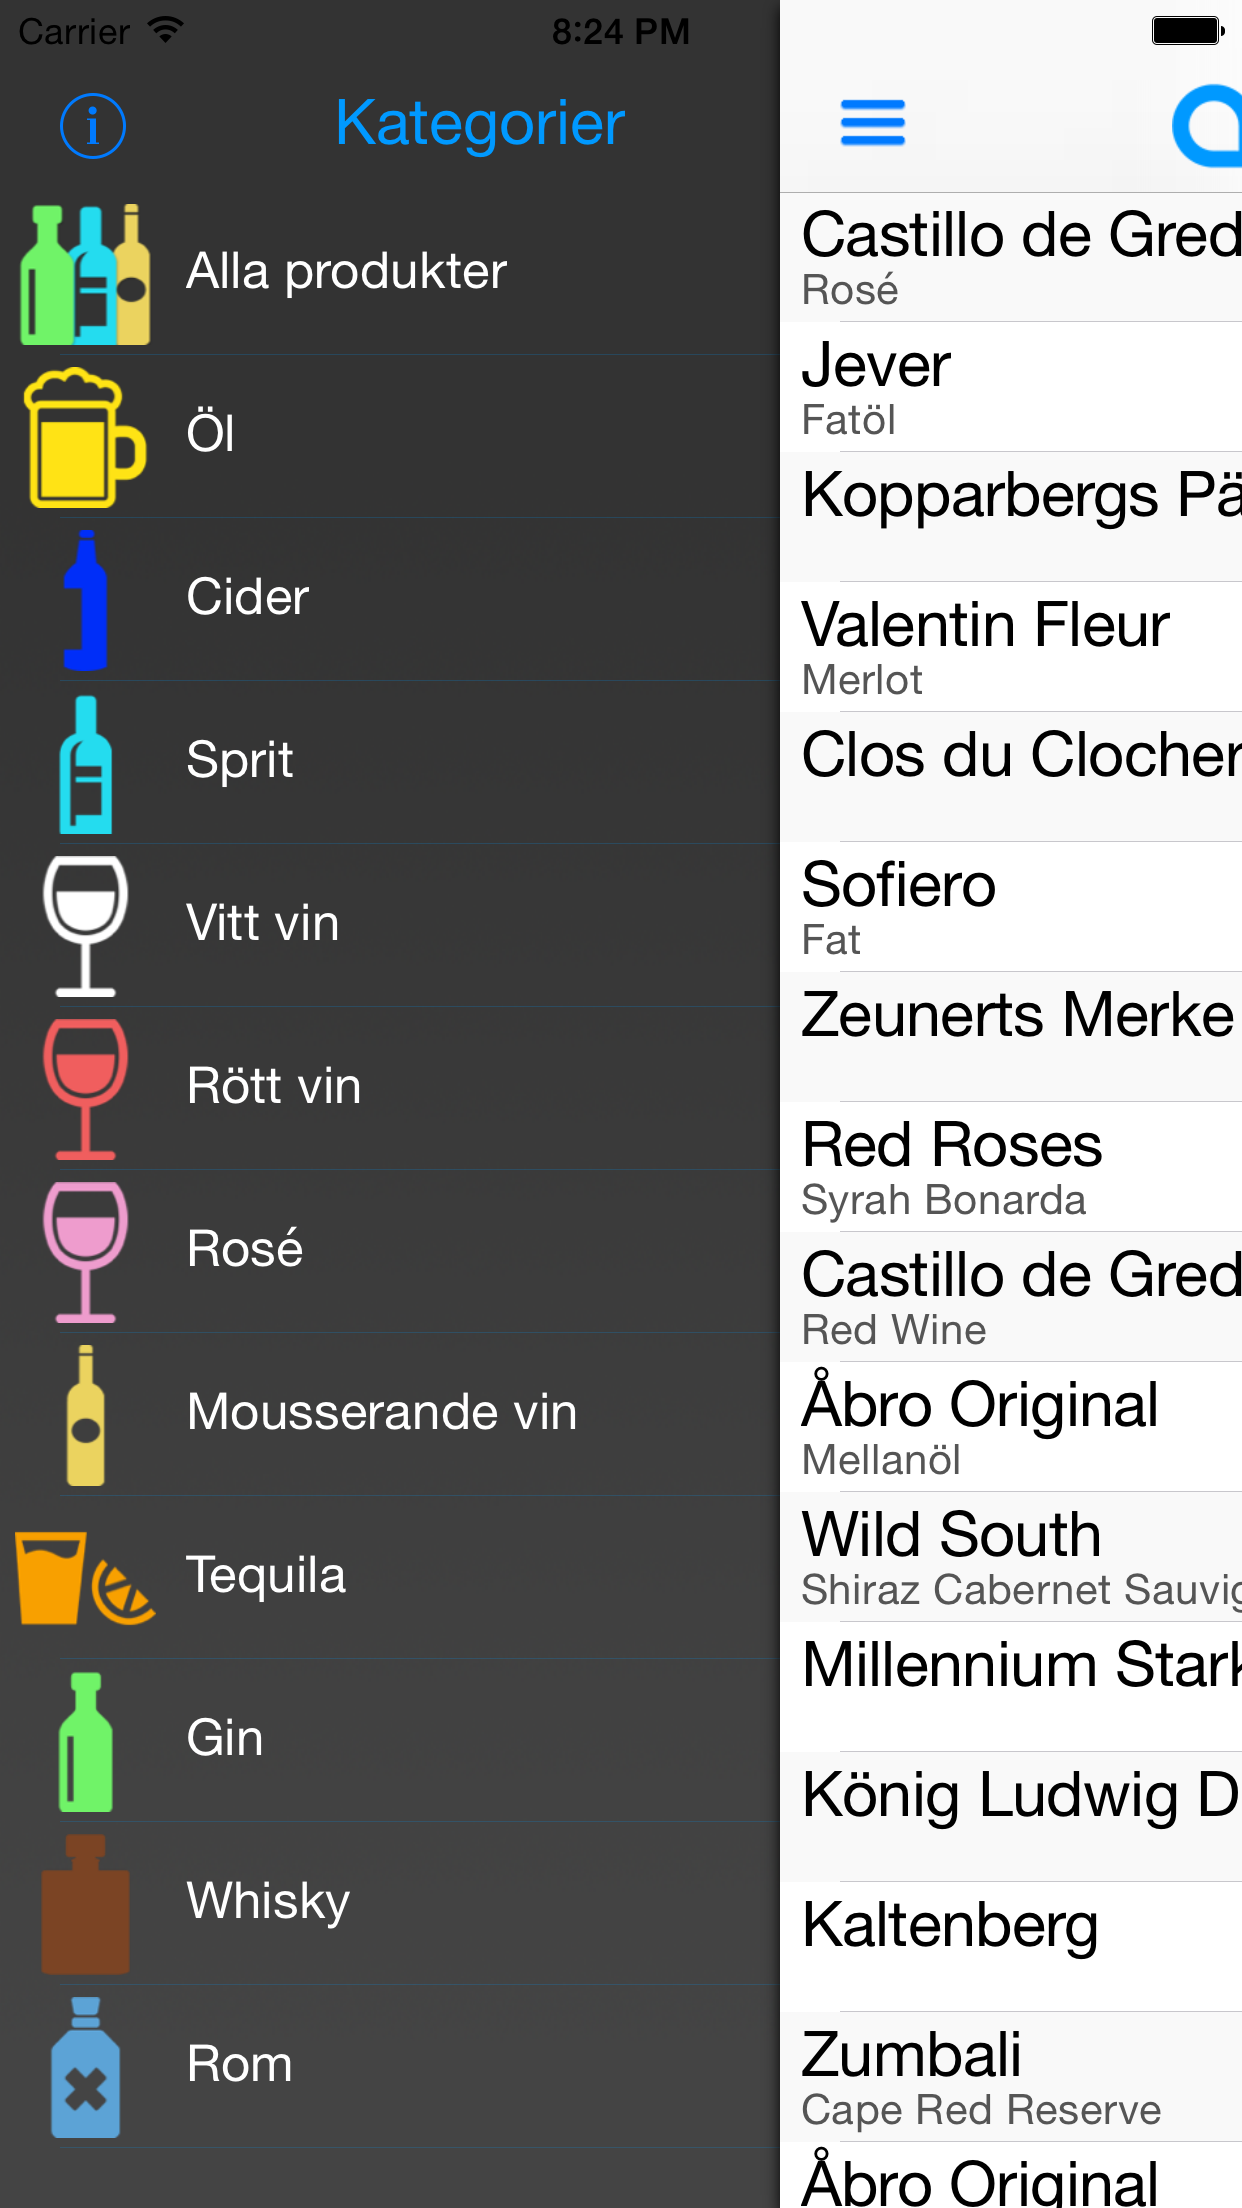 Carrier 8:24 PM
Kategorier
Alla produkter
Öl
Cider
Sprit
Vitt vin
Rött vin
Rosé
Mousserande vin
Tequila
Gin
Whisky
Rom
Castillo de Gred
Rosé
Jever
Fatöl
Kopparbergs Pä
Valentin Fleur
Merlot
Clos du Clocher
Sofiero
Fat
Zeunerts Merke
Red Roses
Syrah Bonarda
Castillo de Gred
Red Wine
Åbro Original
Mellanöl
Wild South
Shiraz Cabernet Sauvig
Millennium Stark
König Ludwig D
Kaltenberg
Zumbali
Cape Red Reserve
Åbro Original